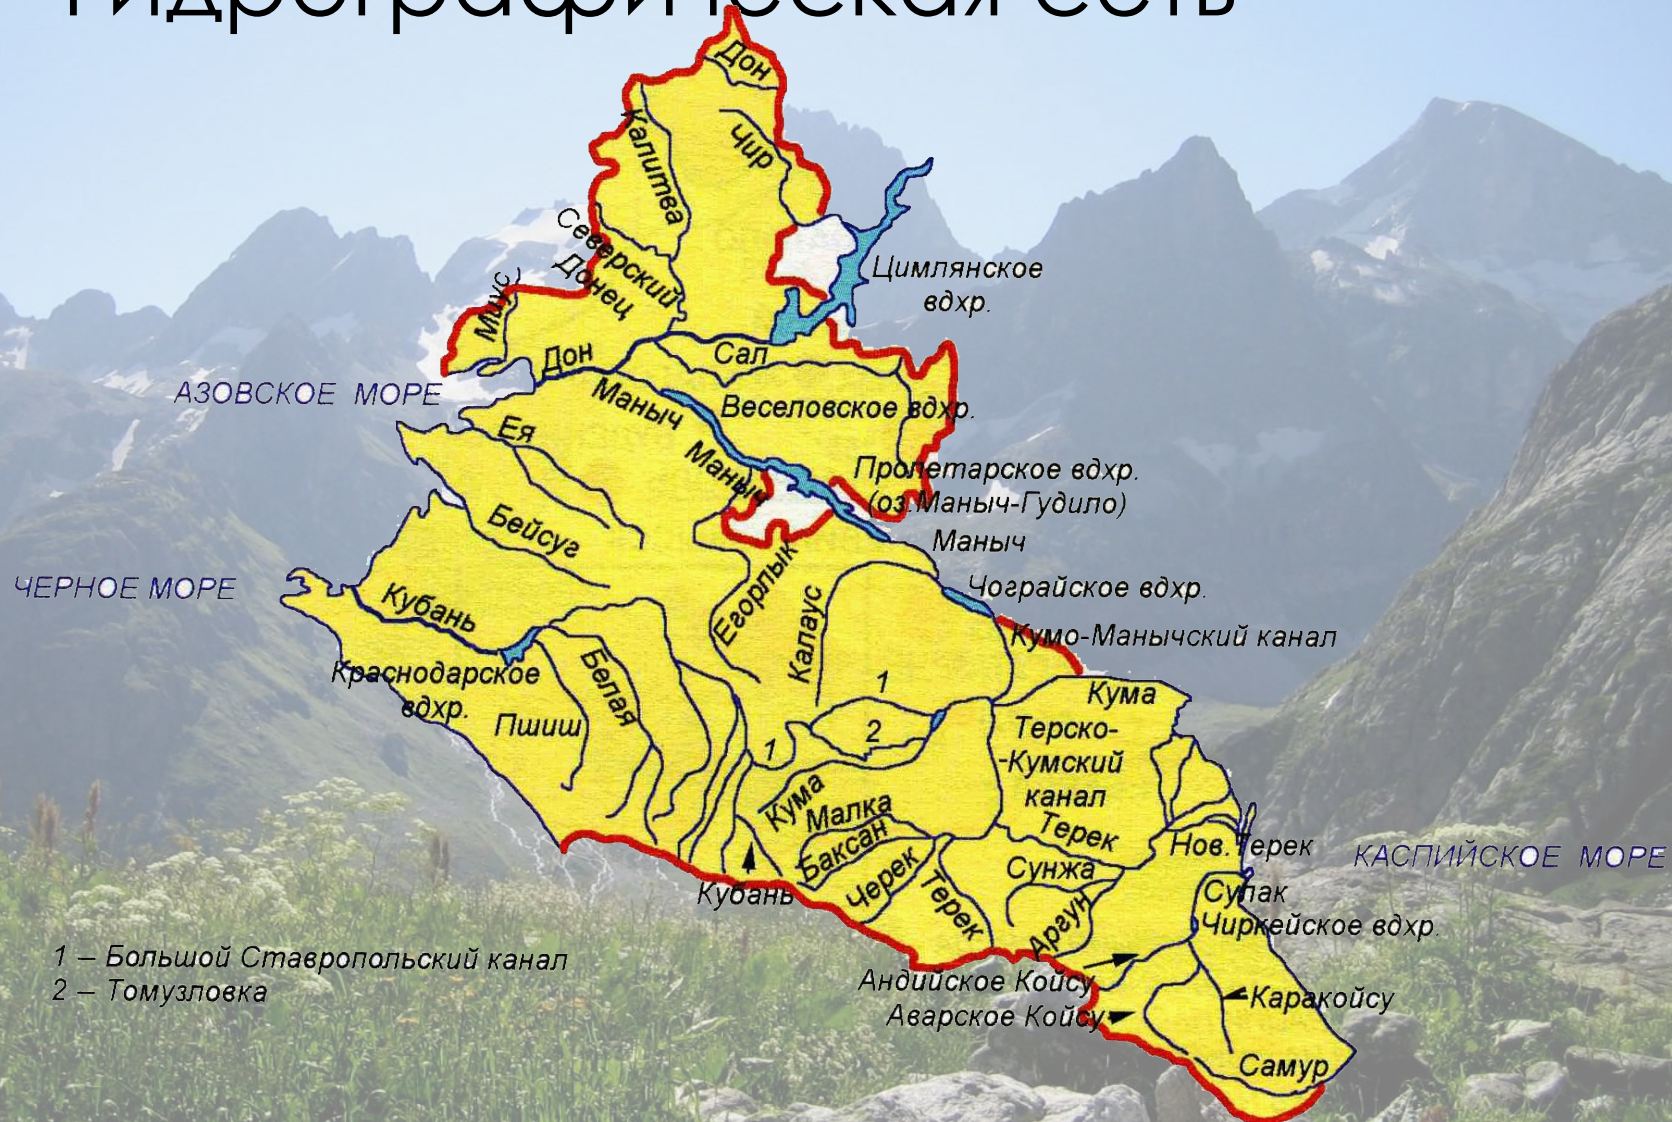 Гидрографическая сеть
Дон
Калитва
Чир
Северский
Донец
Миус
Цимлянское
вдхр.
Дон
Сал
АЗОВСКОЕ МОРЕ
Маныч
Веселовское вдхр.
Ея
Маныч
Пролетарское вдхр.
(оз.Маныч-Гудило)
Бейсуг
Маныч
Егорлык
ЧЕРНОЕ МОРЕ
Чограйское вдхр.
Кубань
Калаус
Кумо-Манычский канал
Краснодарское
вдхр.
Белая
Пшиш
1
Кума
2
Терско-
-Кумский
канал
1
Кума
Малка
Баксан
Терек
Нов.Терек
КАСПИЙСКОЕ МОРЕ
Черек
Сунжа
Кубань
Терек
Аргун
Сулак
Чиркейское вдхр.
1 – Большой Ставропольский канал
2 – Томузловка
Андийское Койсу
Каракойсу
Аварское Койсу
Самур